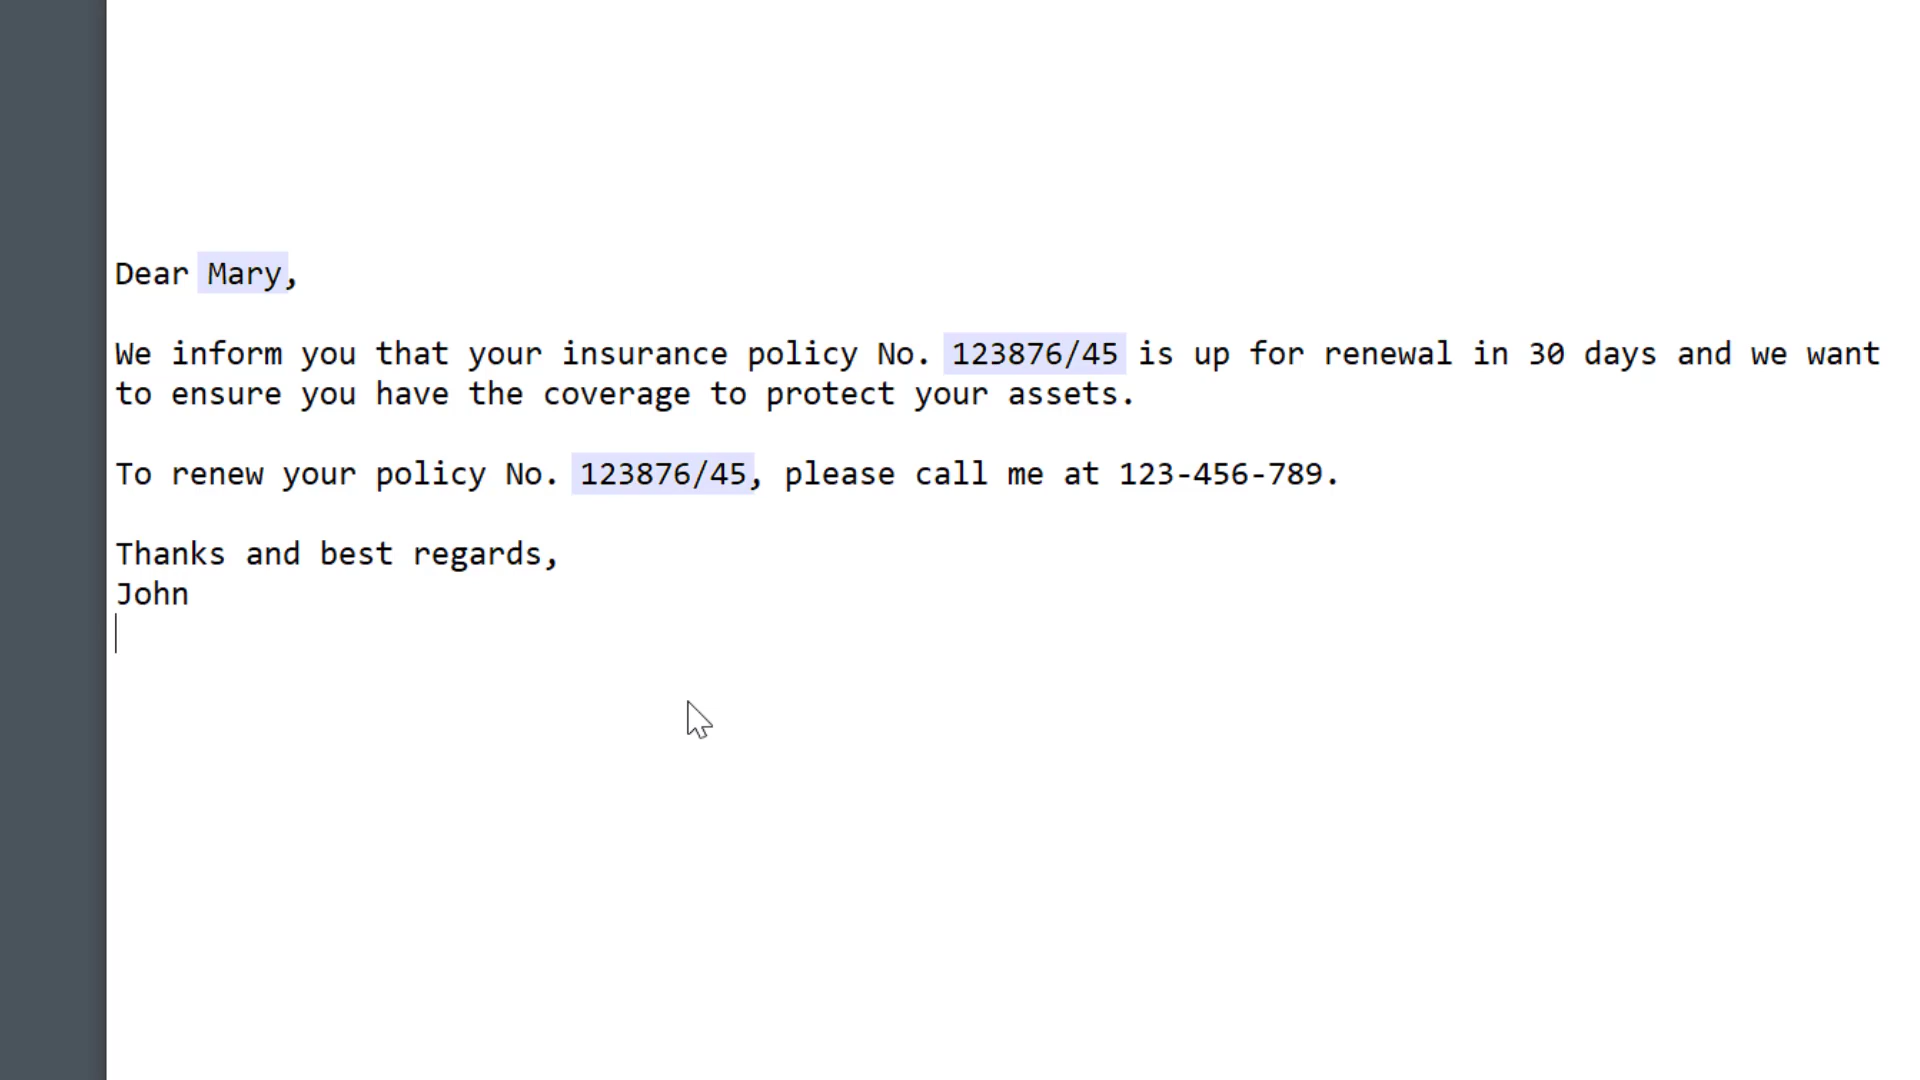 Dear Mary,
We inform you that your insurance policy No. 123876/45 is up for renewal in 30 days and we want
to ensure you have the coverage to protect your assets.
To renew your policy No. 123876/45, please call me at 123-456-789.
Thanks and best regards,
John